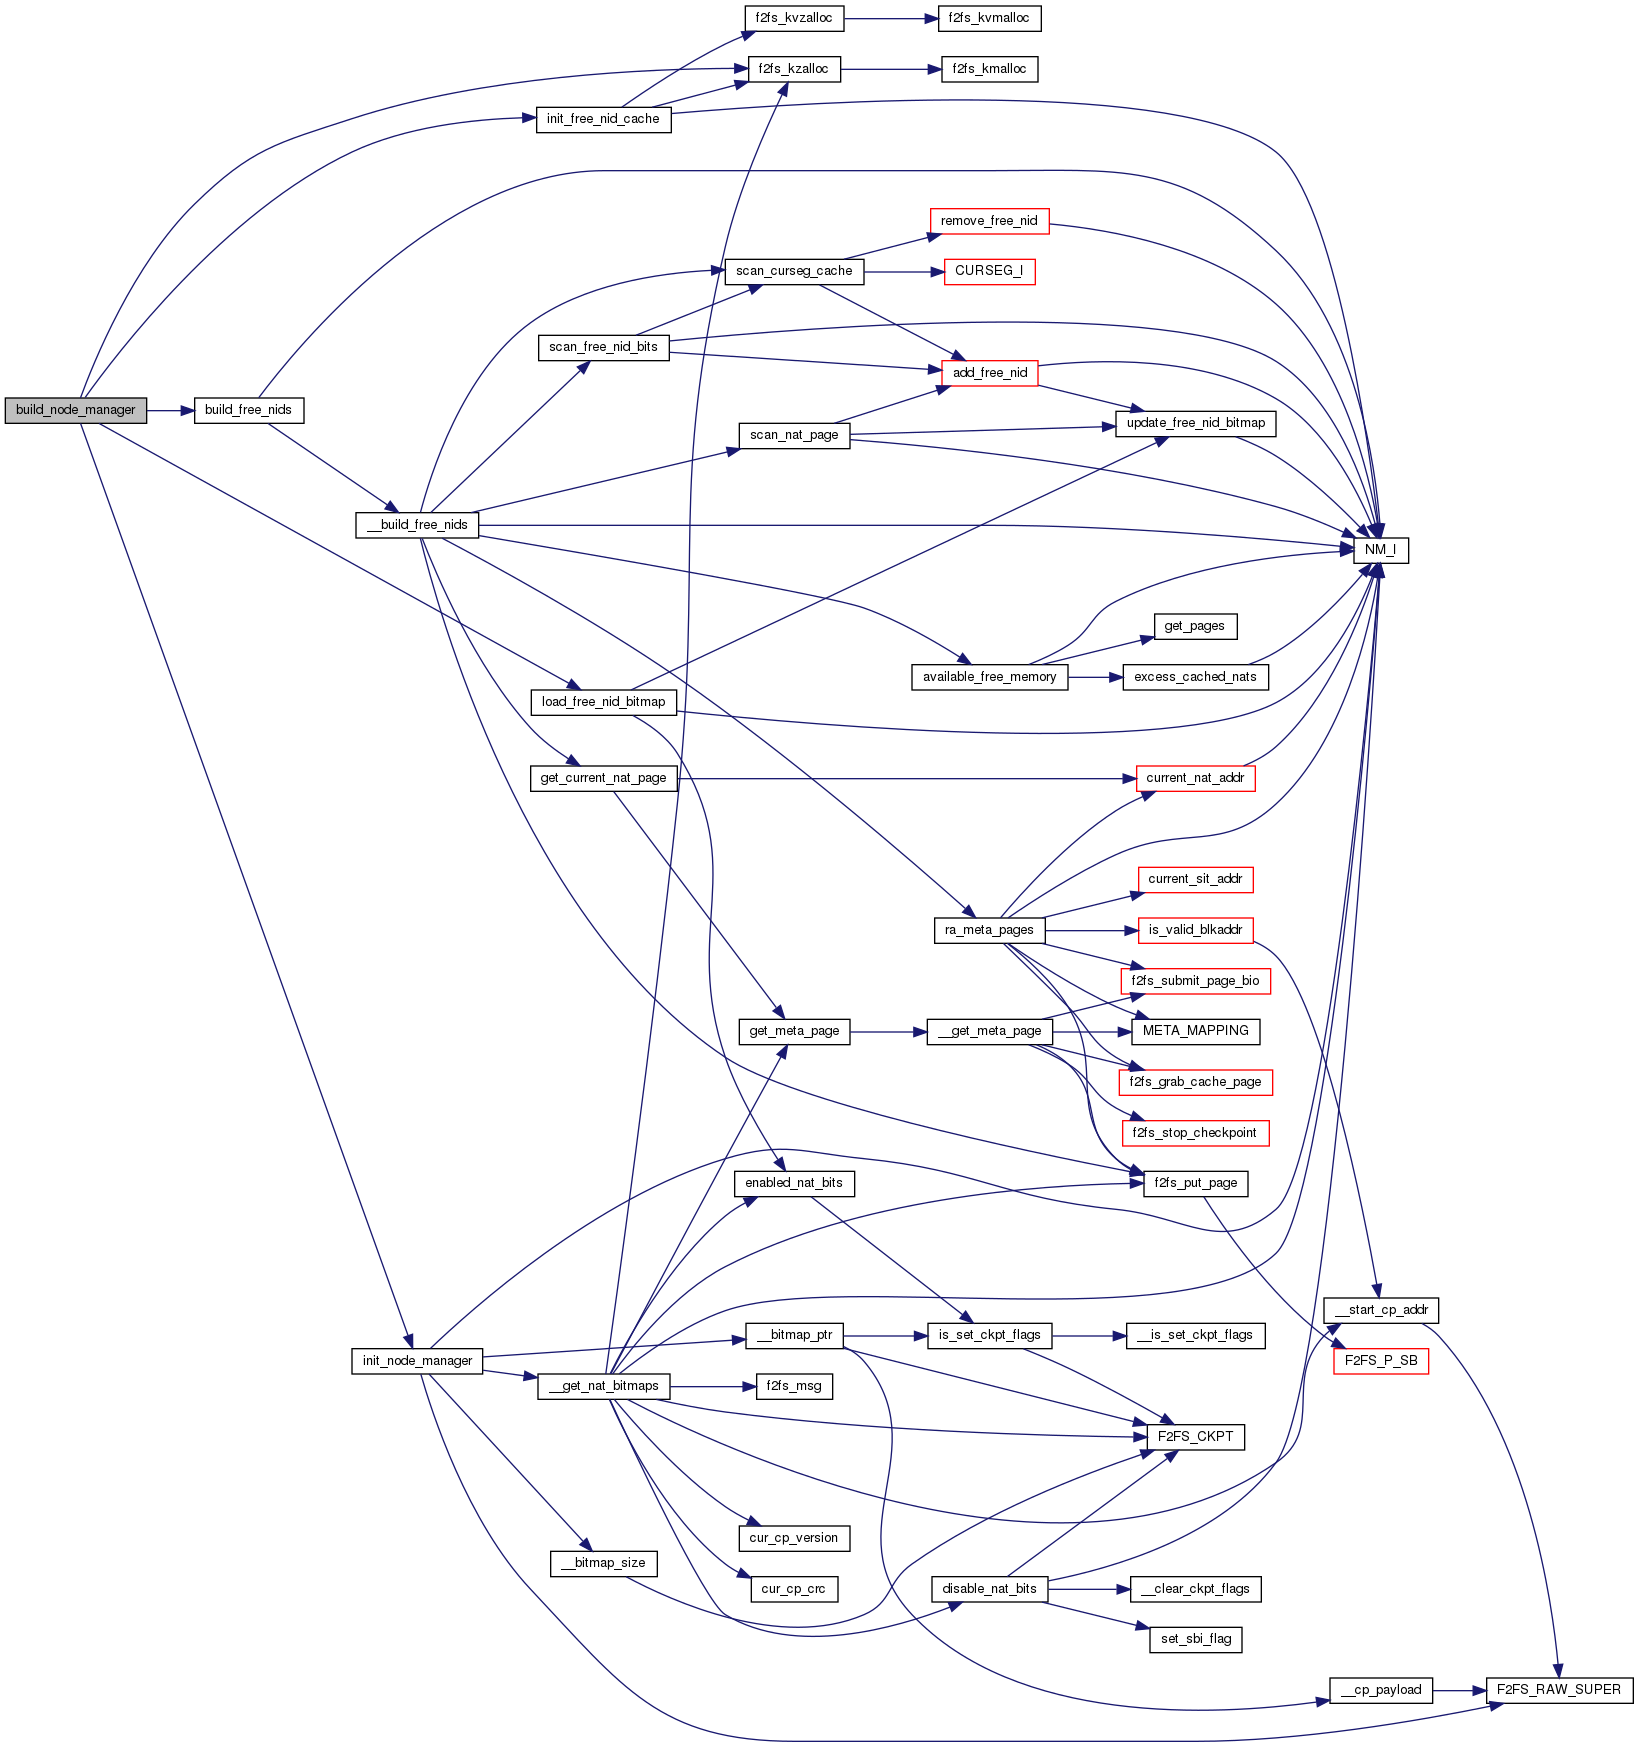 f2fs_kvzalloc
f2fs_kvmalloc
f2fs_kzalloc
f2fs_kmalloc
init_free_nid_cache
remove_free_nid
scan_curseg_cache
CURSEG_I
scan_free_nid_bits
add_free_nid
build_node_manager
build_free_nids
update_free_nid_bitmap
scan_nat_page
__build_free_nids
NM_I
get_pages
available_free_memory
excess_cached_nats
load_free_nid_bitmap
get_current_nat_page
current_nat_addr
current_sit_addr
ra_meta_pages
is_valid_blkaddr
f2fs_submit_page_bio
get_meta_page
__get_meta_page
META_MAPPING
f2fs_grab_cache_page
f2fs_stop_checkpoint
enabled_nat_bits
f2fs_put_page
__start_cp_addr
__bitmap_ptr
is_set_ckpt_flags
__is_set_ckpt_flags
init_node_manager
F2FS_P_SB
__get_nat_bitmaps
f2fs_msg
F2FS_CKPT
cur_cp_version
__bitmap_size
cur_cp_crc
disable_nat_bits
__clear_ckpt_flags
set_sbi_flag
__cp_payload
F2FS_RAW_SUPER